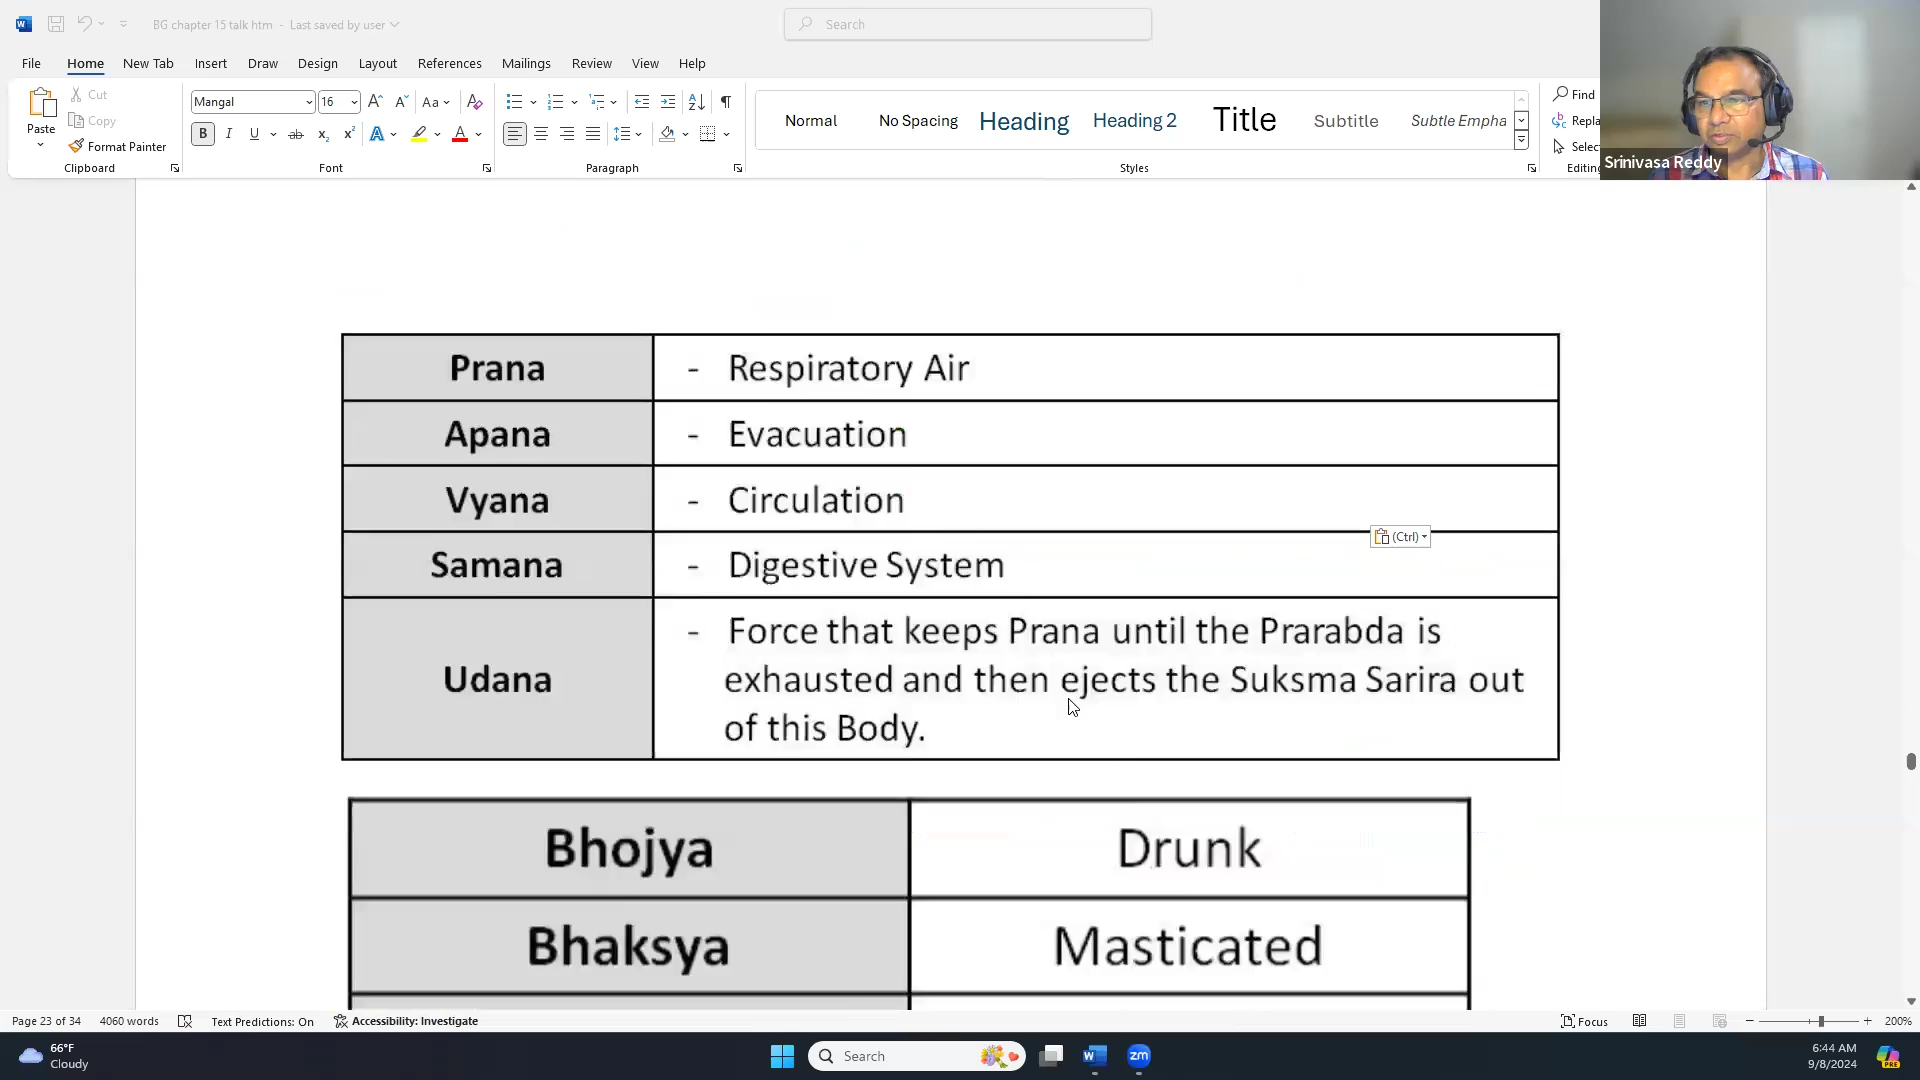 BG chapter 15 talk htm - Last saved by user
Search
File Home New Tab Insert Draw Design Layout References Mailings Review View Help
Paste
Cut
Copy
Format Painter
Clipboard
Mangal 16
Font
Paragraph
Normal No Spacing Heading Heading 2 Title Subtitle Subtle Empha
Styles
Find
Repla
Selec
Editing
Srinivasa Reddy
Prana - Respiratory Air
Apana - Evacuation
Vyana - Circulation
(Ctrl)
Samana - Digestive System
Udana - Force that keeps Prana until the Prarabda is
exhausted and then ejects the Suksma Sarira out
of this Body.
Bhojya Drunk
Bhaksya Masticated
Page 23 of 34 4060 words Text Predictions: On Accessibility: Investigate Focus 200%
66°F
Cloudy
Search
zm
6:44 AM
9/8/2024
PRE